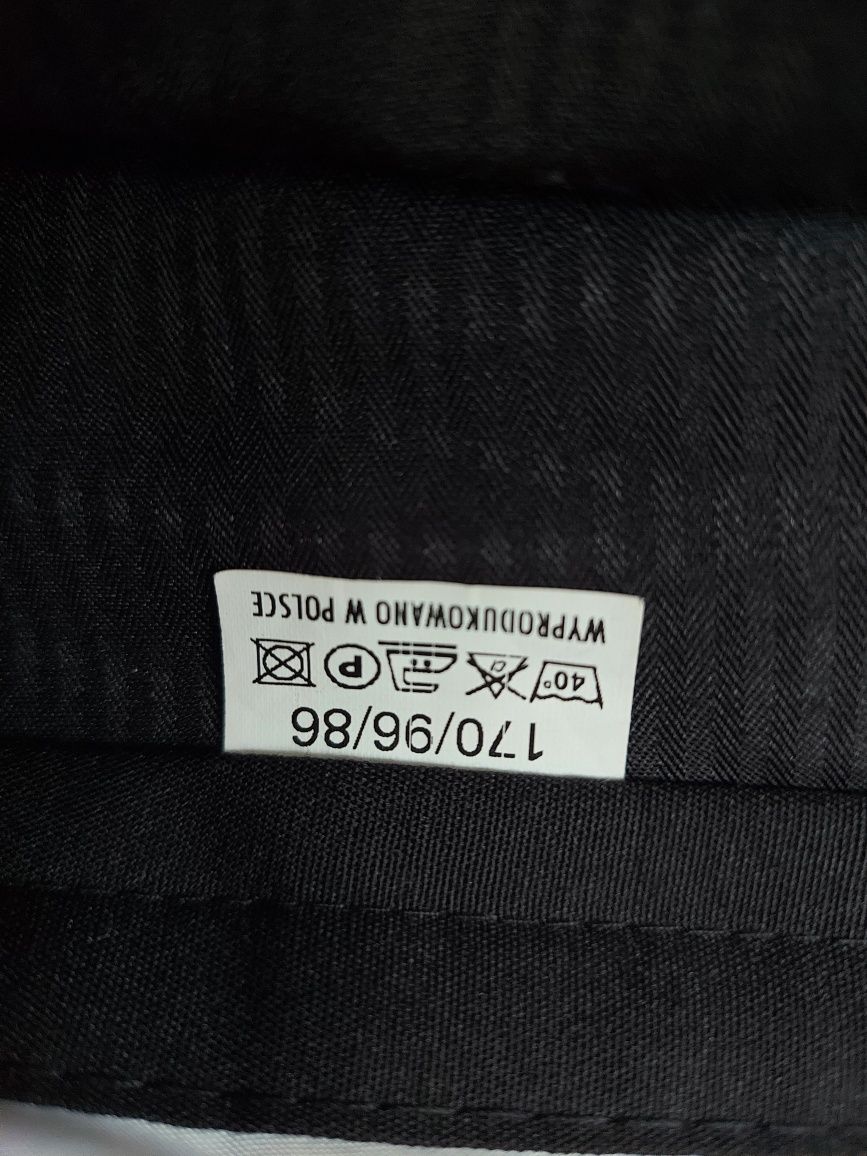 170/96/86
40° P
WYPRODUKOWANO W POLSCE